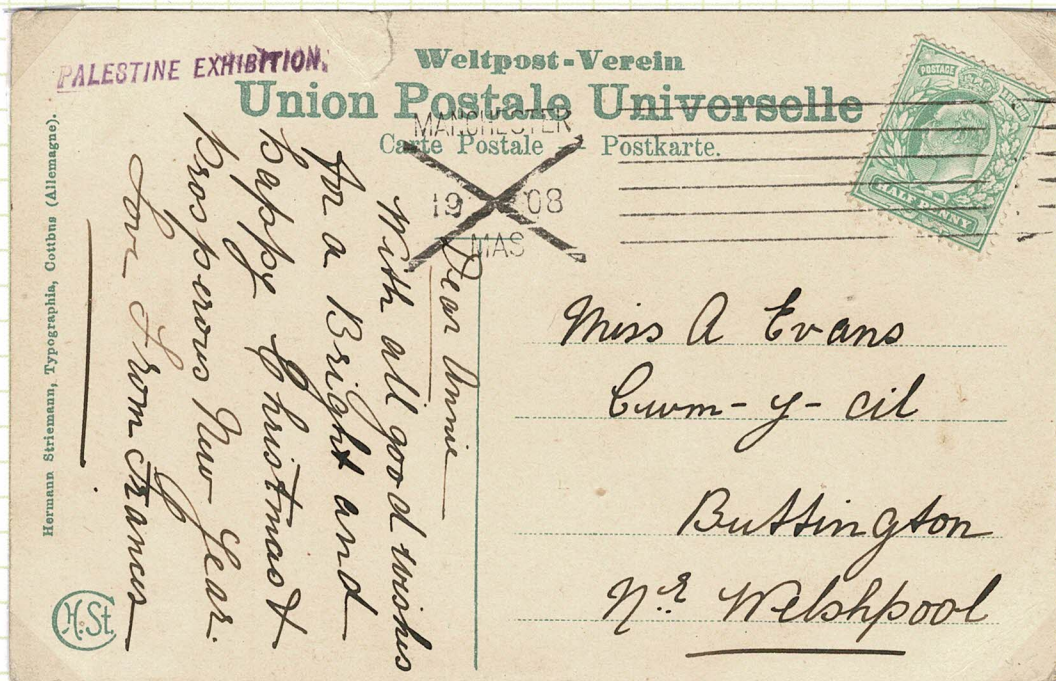 PALESTINE EXHIBITION.
Weltpost-Verein
Union Postale Universelle
Carte Postale — Postkarte.
MANCHESTER
19 08
MAS
POSTAGE
HALF PENNY
Dear Annie
With all good wishes
for a Bright and
happy Christmas &
prosperous New Year.
Love From Frances
Miss A Evans
Cwm-y-cil
Buttington
Nr Welshpool
Hermann Striemann, Typographia, Cottbus (Allemagne).
H.St.